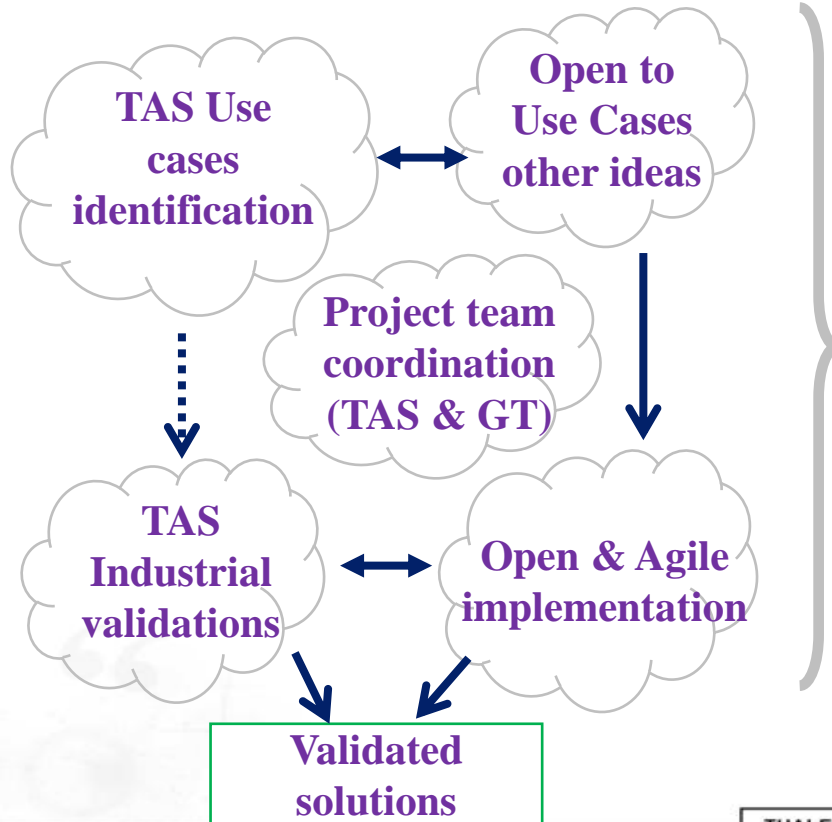 TAS Use
cases
identification
Open to
Use Cases
other ideas
Project team
coordination
(TAS & GT)
TAS
Industrial
validations
Open & Agile
implementation
Validated
solutions